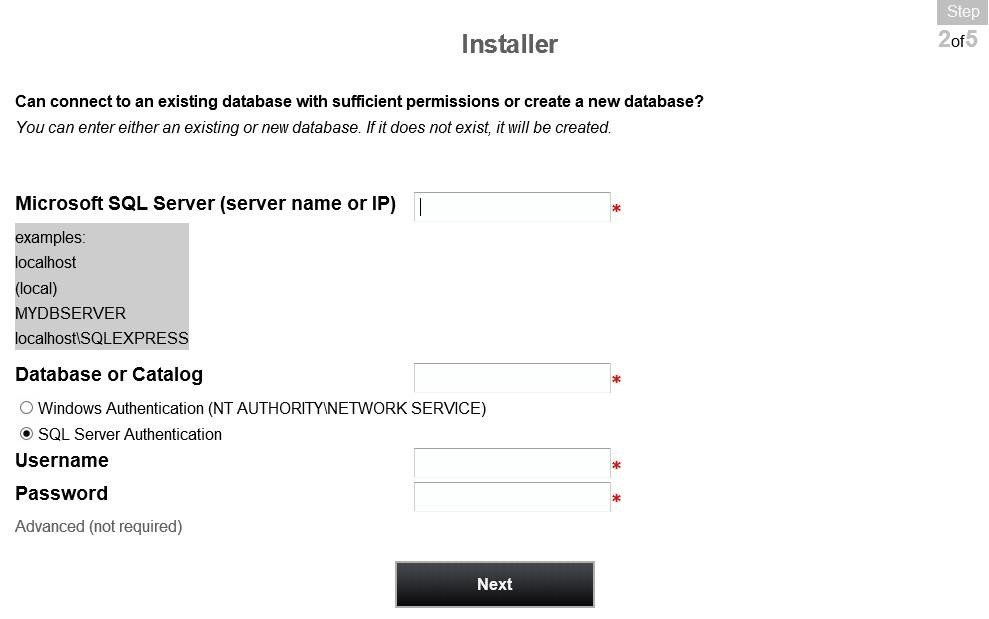 Step
Installer
2of5
Can connect to an existing database with sufficient permissions or create a new database?
You can enter either an existing or new database. If it does not exist, it will be created.
Microsoft SQL Server (server name or IP) *
examples:
localhost
(local)
MYDBSERVER
localhost\SQLEXPRESS
Database or Catalog *
Windows Authentication (NT AUTHORITY\NETWORK SERVICE)
SQL Server Authentication
Username *
Password *
Advanced (not required)
Next